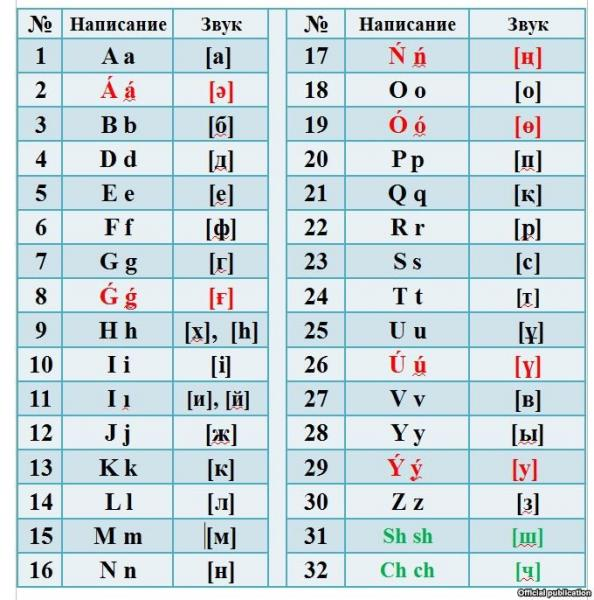 № Написание Звук № Написание Звук
1 A a [а] 17 Ń ń [ң]
2 Á á [ә] 18 O o [о]
3 B b [б] 19 Ó ó [ө]
4 D d [д] 20 P p [п]
5 E e [е] 21 Q q [қ]
6 F f [ф] 22 R r [р]
7 G g [г] 23 S s [с]
8 Ǵ ǵ [ғ] 24 T t [т]
9 H h [х], [h] 25 U u [ұ]
10 I i [і] 26 Ú ú [ү]
11 I ı [и], [й] 27 V v [в]
12 J j [ж] 28 Y y [ы]
13 K k [к] 29 Ý ý [у]
14 L l [л] 30 Z z [з]
15 M m [м] 31 Sh sh [ш]
16 N n [н] 32 Ch ch [ч]
Official publication